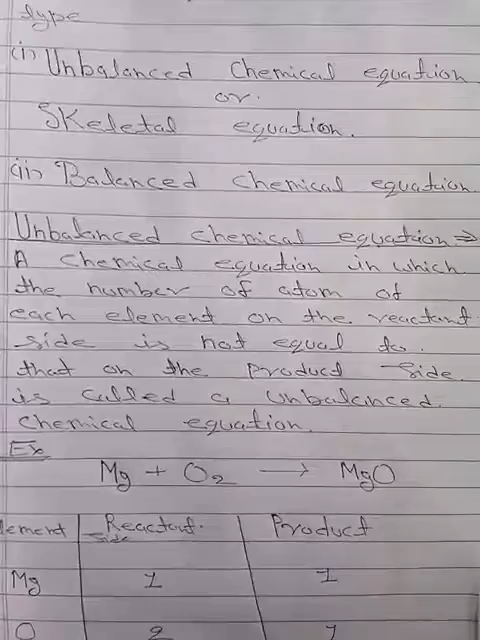 type
(i) Unbalanced Chemical equation
or.
Skeletal equation.
(ii) Balanced chemical equation
Unbalanced chemical equation ⇒
A chemical equation in which
the number of atom of
each element on the reactant
side is not equal to
that on the product side.
is called a unbalanced
chemical equation.
Ex
Mg + O₂ → MgO
lement Reactant side Product
Mg 1 1
O 2 1